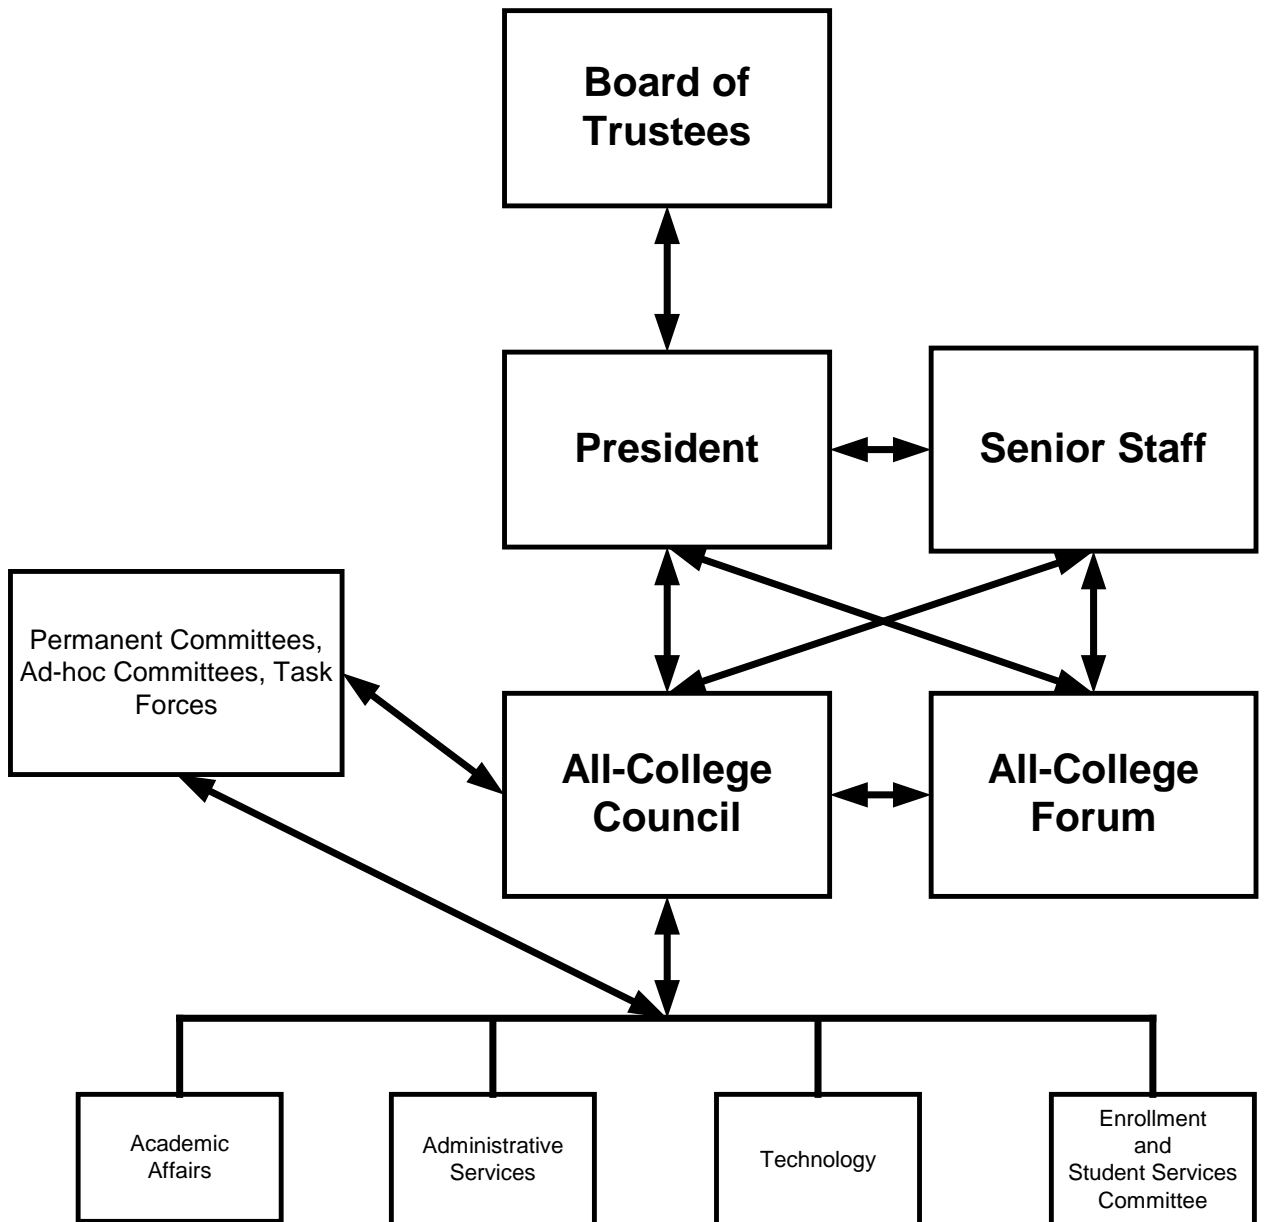 Board of
Trustees
President
Senior Staff
Permanent Committees,
Ad-hoc Committees, Task
Forces
All-College
Council
All-College
Forum
Academic
Affairs
Administrative
Services
Technology
Enrollment
and
Student Services
Committee